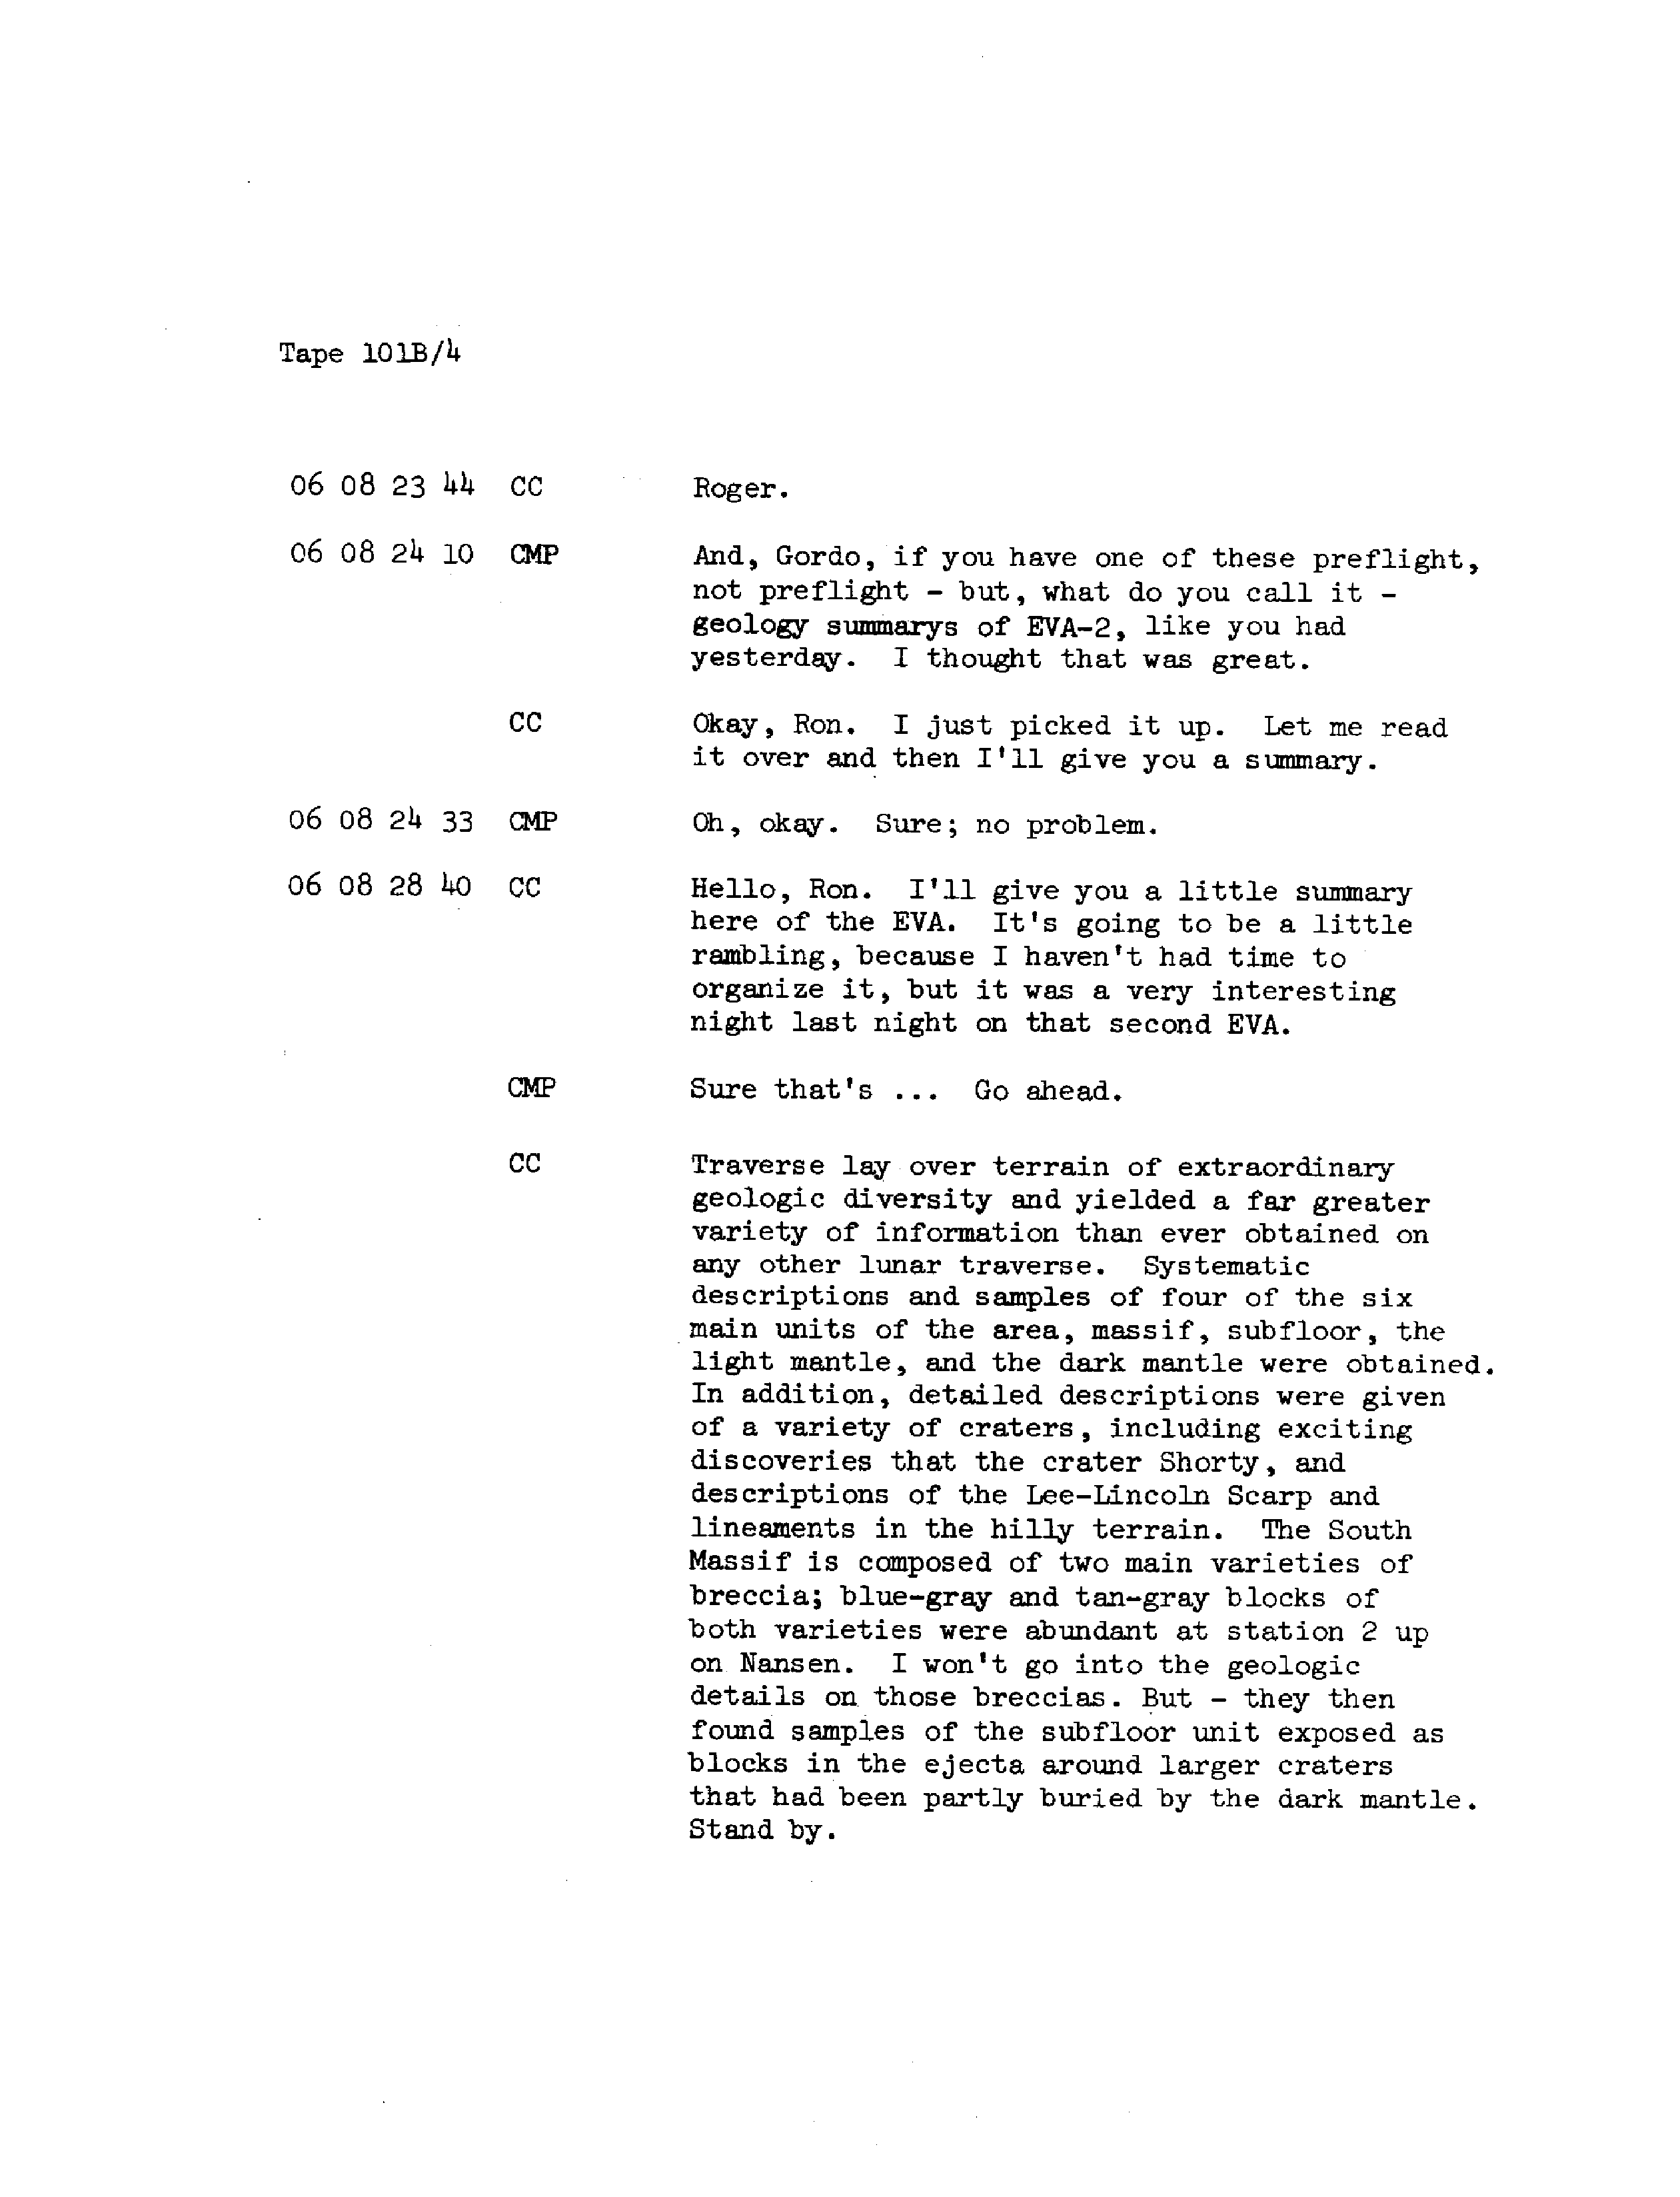 Tape 101B/4
06 08 23 44 CC Roger.
06 08 24 10 CMP And, Gordo, if you have one of these preflight,
not preflight - but, what do you call it -
geology summarys of EVA-2, like you had
yesterday. I thought that was great.
CC Okay, Ron. I just picked it up. Let me read
it over and then I'll give you a summary.
06 08 24 33 CMP Oh, okay. Sure; no problem.
06 08 28 40 CC Hello, Ron. I'll give you a little summary
here of the EVA. It's going to be a little
rambling, because I haven't had time to
organize it, but it was a very interesting
night last night on that second EVA.
CMP Sure that's ... Go ahead.
CC Traverse lay over terrain of extraordinary
geologic diversity and yielded a far greater
variety of information than ever obtained on
any other lunar traverse. Systematic
descriptions and samples of four of the six
main units of the area, massif, subfloor, the
light mantle, and the dark mantle were obtained.
In addition, detailed descriptions were given
of a variety of craters, including exciting
discoveries that the crater Shorty, and
descriptions of the Lee-Lincoln Scarp and
lineaments in the hilly terrain. The South
Massif is composed of two main varieties of
breccia; blue-gray and tan-gray blocks of
both varieties were abundant at station 2 up
on Nansen. I won't go into the geologic
details on those breccias. But - they then
found samples of the subfloor unit exposed as
blocks in the ejecta around larger craters
that had been partly buried by the dark mantle.
Stand by.